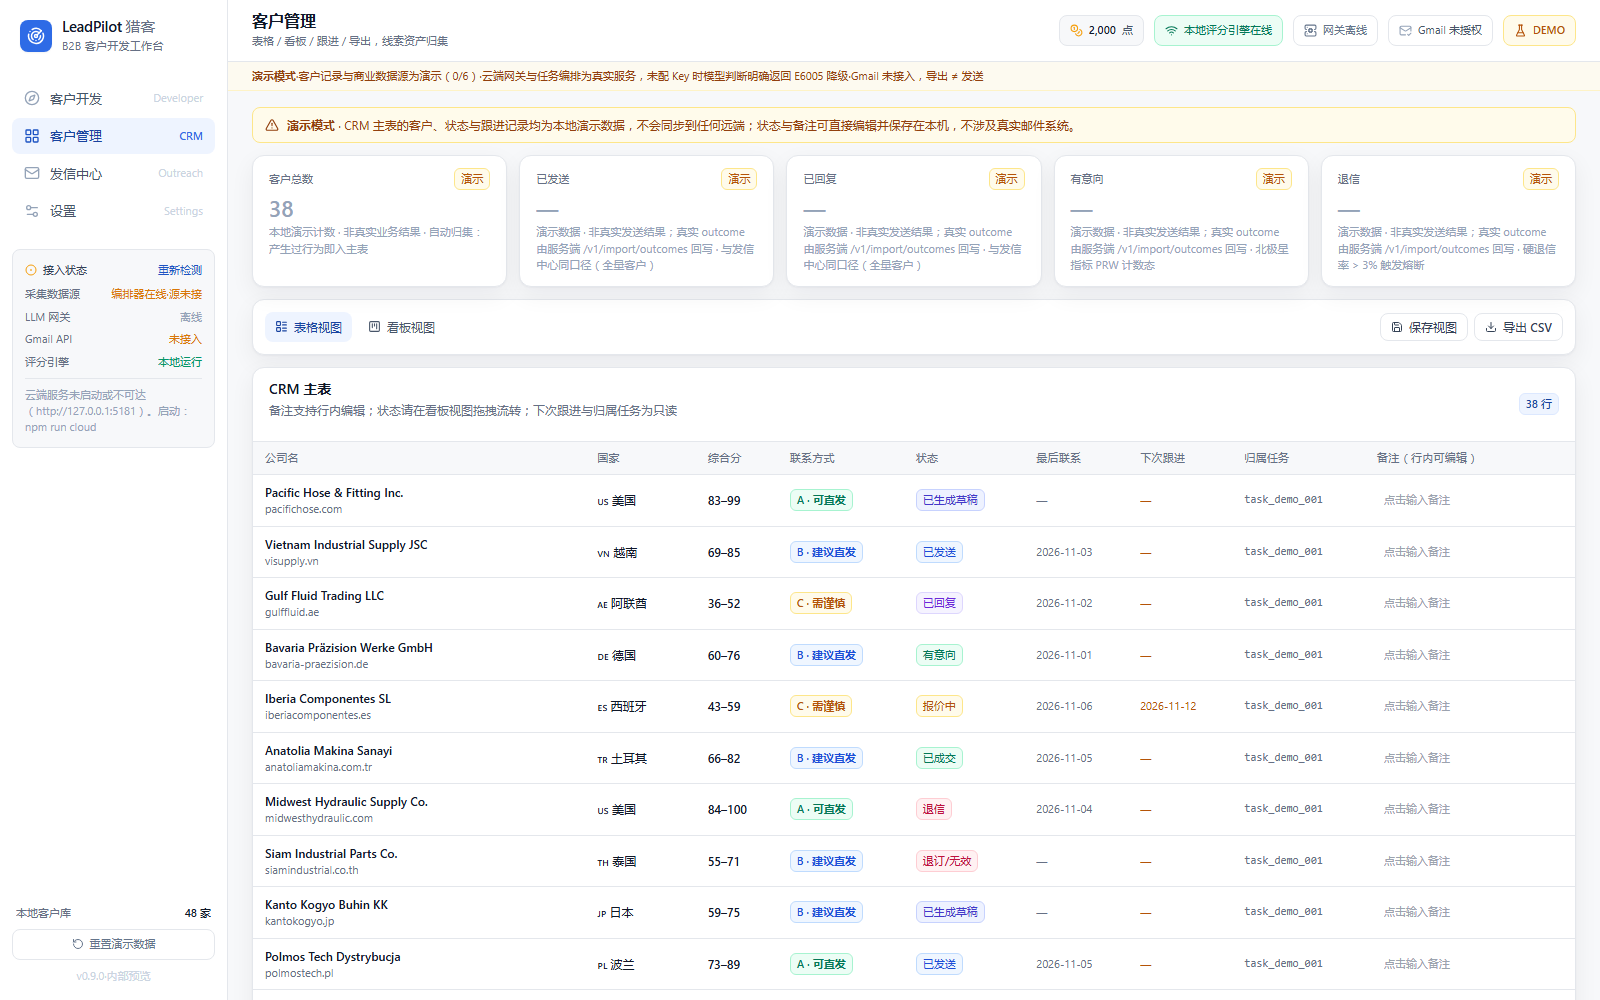 LeadPilot 猎客
B2B 客户开发工作台
客户开发 Developer
客户管理 CRM
发信中心 Outreach
设置 Settings
接入状态 重新检测
采集数据源 编排器在线·源未接
LLM 网关 离线
Gmail API 未接入
评分引擎 本地运行
云端服务未启动或不可达
（http://127.0.0.1:5181）。启动：
npm run cloud
本地客户库 48 家
重置演示数据
v0.9.0·内部预览
客户管理
表格 / 看板 / 跟进 / 导出，线索资产归集
2,000 点
本地评分引擎在线
网关离线
Gmail 未授权
DEMO
演示模式·客户记录与商业数据源为演示（0/6）·云端网关与任务编排为真实服务，未配 Key 时模型判断明确返回 E6005 降级·Gmail 未接入，导出 ≠ 发送
演示模式 · CRM 主表的客户、状态与跟进记录均为本地演示数据，不会同步到任何远端；状态与备注可直接编辑并保存在本机，不涉及真实邮件系统。
客户总数 演示
38
本地演示计数 · 非真实业务结果 · 自动归集：
产生过行为即入主表
已发送 演示
—
演示数据 · 非真实发送结果；真实 outcome
由服务端 /v1/import/outcomes 回写 · 与发信
中心同口径（全量客户）
已回复 演示
—
演示数据 · 非真实发送结果；真实 outcome
由服务端 /v1/import/outcomes 回写 · 与发信
中心同口径（全量客户）
有意向 演示
—
演示数据 · 非真实发送结果；真实 outcome
由服务端 /v1/import/outcomes 回写 · 北极星
指标 PRW 计数态
退信 演示
—
演示数据 · 非真实发送结果；真实 outcome
由服务端 /v1/import/outcomes 回写 · 硬退信
率 > 3% 触发熔断
表格视图 看板视图 保存视图 导出 CSV
CRM 主表
备注支持行内编辑；状态请在看板视图拖拽流转；下次跟进与归属任务为只读
38 行
公司名 国家 综合分 联系方式 状态 最后联系 下次跟进 归属任务 备注（行内可编辑）
Pacific Hose & Fitting Inc.
pacifichose.com
US 美国 83–99 A · 可直发 已生成草稿 — — task_demo_001 点击输入备注
Vietnam Industrial Supply JSC
visupply.vn
VN 越南 69–85 B · 建议直发 已发送 2026-11-03 — task_demo_001 点击输入备注
Gulf Fluid Trading LLC
gulffluid.ae
AE 阿联酋 36–52 C · 需谨慎 已回复 2026-11-02 — task_demo_001 点击输入备注
Bavaria Präzision Werke GmbH
bavaria-praezision.de
DE 德国 60–76 B · 建议直发 有意向 2026-11-01 — task_demo_001 点击输入备注
Iberia Componentes SL
iberiacomponentes.es
ES 西班牙 43–59 C · 需谨慎 报价中 2026-11-06 2026-11-12 task_demo_001 点击输入备注
Anatolia Makina Sanayi
anatoliamakina.com.tr
TR 土耳其 66–82 B · 建议直发 已成交 2026-11-05 — task_demo_001 点击输入备注
Midwest Hydraulic Supply Co.
midwesthydraulic.com
US 美国 84–100 A · 可直发 退信 2026-11-04 — task_demo_001 点击输入备注
Siam Industrial Parts Co.
siamindustrial.co.th
TH 泰国 55–71 B · 建议直发 退订/无效 — — task_demo_001 点击输入备注
Kanto Kogyo Buhin KK
kantokogyo.jp
JP 日本 59–75 B · 建议直发 已生成草稿 — — task_demo_001 点击输入备注
Polmos Tech Dystrybucja
polmostech.pl
PL 波兰 73–89 A · 可直发 已发送 2026-11-05 — task_demo_001 点击输入备注